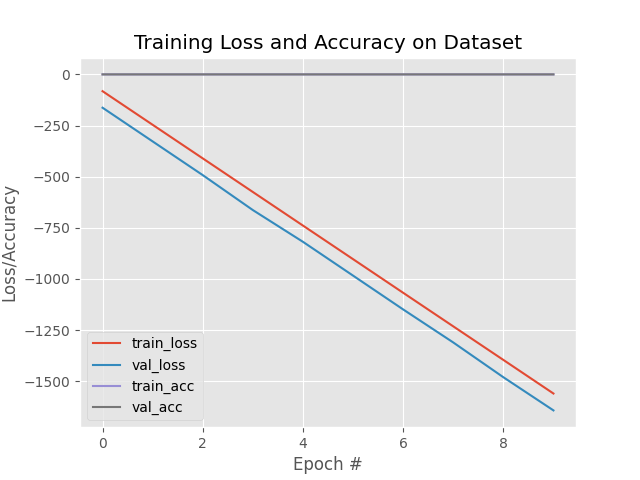 Training Loss and Accuracy on Dataset
Loss/Accuracy
0
−250
−500
−750
−1000
−1250
−1500
train_loss
val_loss
train_acc
val_acc
0 2 4 6 8
Epoch #